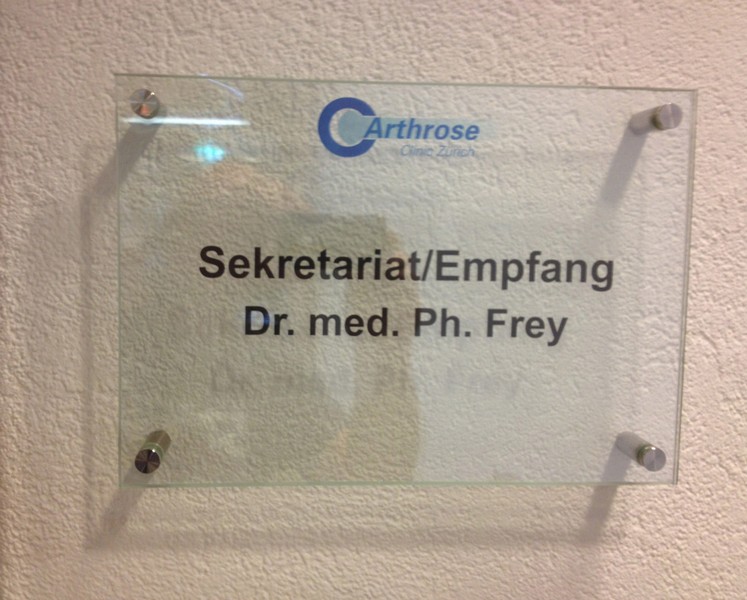 Arthrose
Clinic Zürich
Sekretariat/Empfang
Dr. med. Ph. Frey